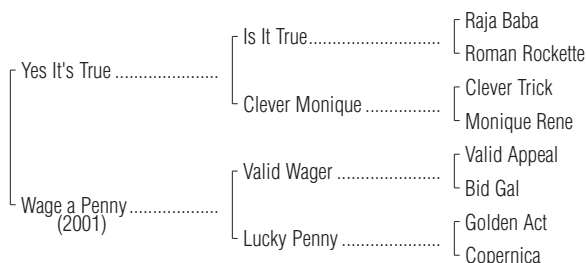 Raja Baba
Is It True
Roman Rockette
Yes It's True
Clever Trick
Clever Monique
Monique Rene
Valid Appeal
Valid Wager
Bid Gal
Wage a Penny
(2001)
Golden Act
Lucky Penny
Copernica